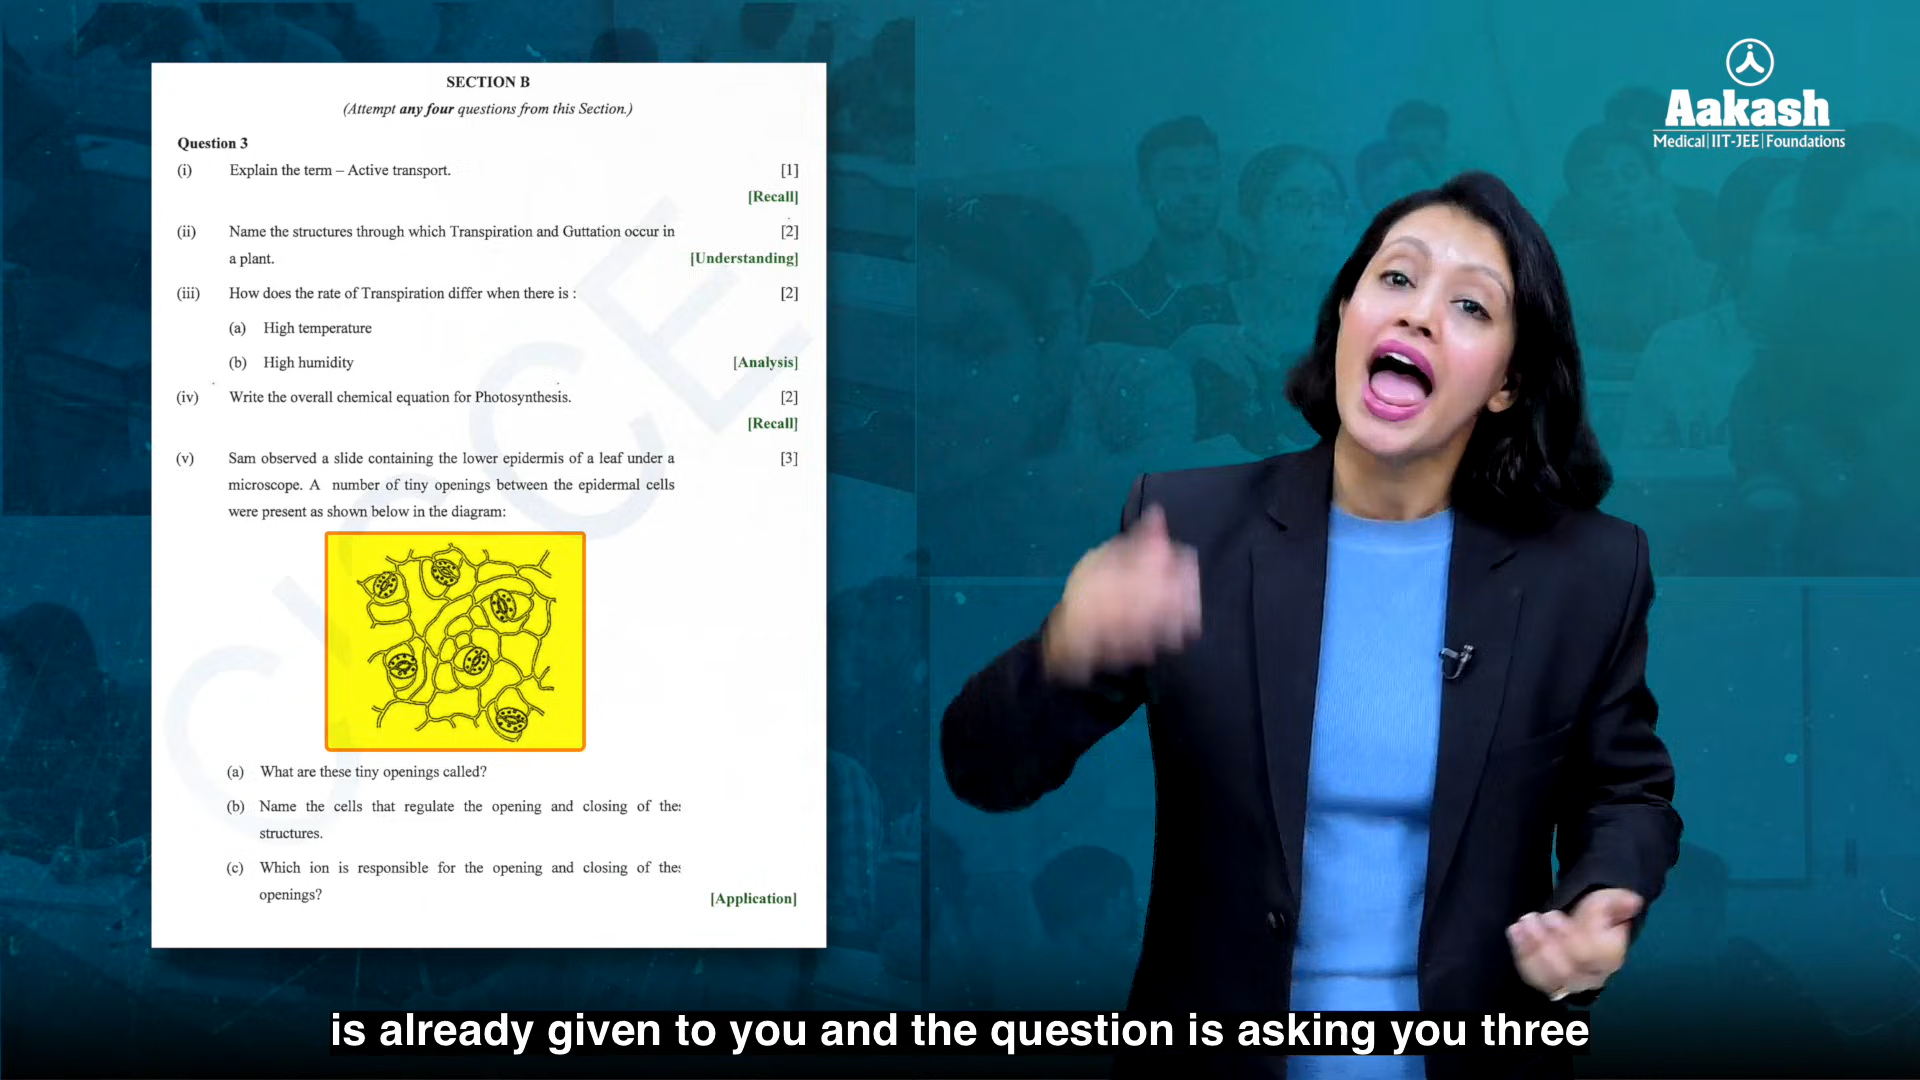 SECTION B
(Attempt any four questions from this Section.)
Question 3
(i) Explain the term – Active transport. [1]
[Recall]
(ii) Name the structures through which Transpiration and Guttation occur in [2]
a plant. [Understanding]
(iii) How does the rate of Transpiration differ when there is : [2]
(a) High temperature
(b) High humidity [Analysis]
(iv) Write the overall chemical equation for Photosynthesis. [2]
[Recall]
(v) Sam observed a slide containing the lower epidermis of a leaf under a [3]
microscope. A number of tiny openings between the epidermal cells
were present as shown below in the diagram:
(a) What are these tiny openings called?
(b) Name the cells that regulate the opening and closing of the
structures.
(c) Which ion is responsible for the opening and closing of the
openings? [Application]
CISCE
Aakash
Medical|IIT-JEE|Foundations
is already given to you and the question is asking you three